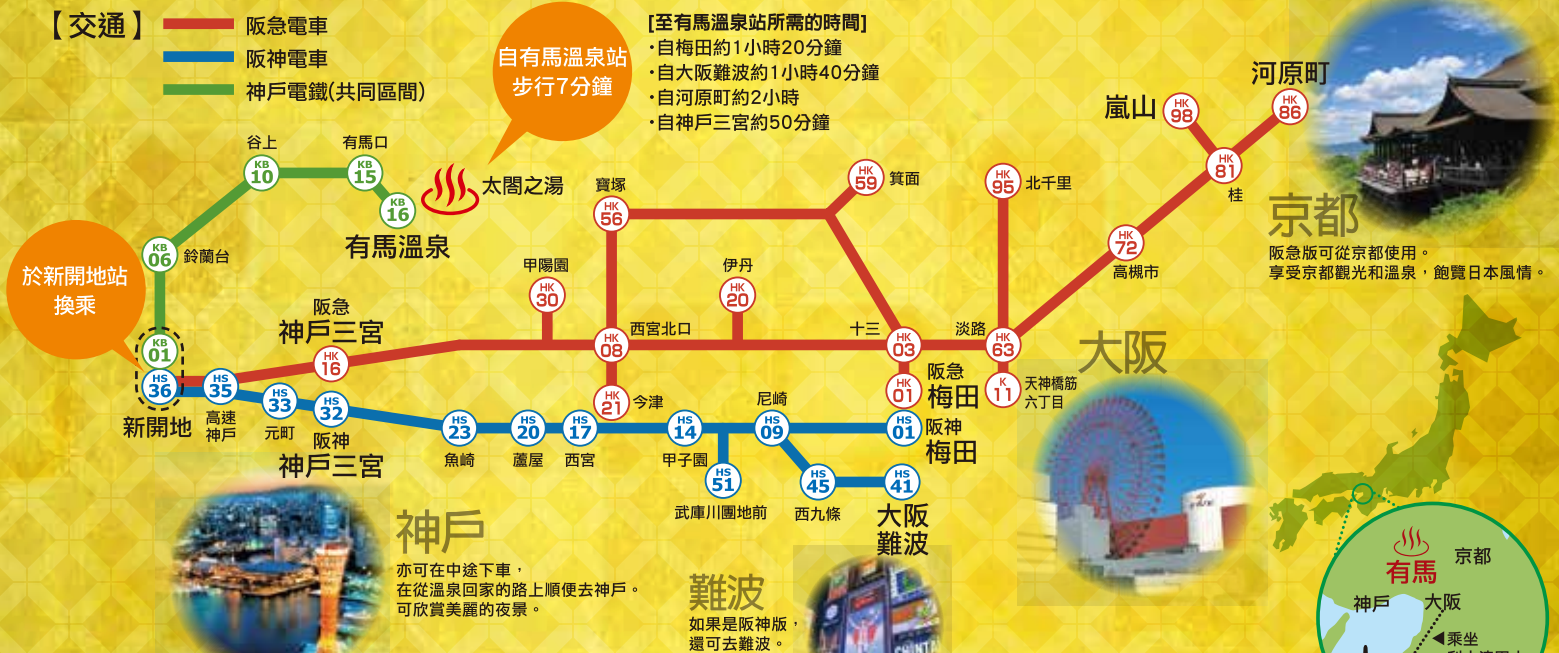 【交通】
阪急電車
阪神電車
神戶電鐵(共同區間)
自有馬溫泉站
步行7分鐘
[至有馬溫泉站所需的時間]
･自梅田約1小時20分鐘
･自大阪難波約1小時40分鐘
･自河原町約2小時
･自神戶三宮約50分鐘
河原町
HK
86
嵐山
HK
98
HK
81
桂
谷上
KB
10
有馬口
KB
15
KB
16
有馬溫泉
太閤之湯
寶塚
HK
56
HK
59
箕面
HK
95
北千里
HK
72
高槻市
京都
阪急版可從京都使用。
享受京都觀光和溫泉，飽覽日本風情。
KB
06
鈴蘭台
於新開地站
換乘
甲陽園
HK
30
伊丹
HK
20
阪急
神戶三宮
HK
16
西宮北口
HK
08
十三
HK
03
淡路
HK
63
大阪
KB
01
HS
36
新開地
HS
35
高速
神戶
HS
33
元町
HS
32
阪神
神戶三宮
HK
21
今津
HK
01
阪急
梅田
K
11
天神橋筋
六丁目
HS
23
魚崎
HS
20
蘆屋
HS
17
西宮
HS
14
甲子園
尼崎
HS
09
HS
01
阪神
梅田
HS
51
武庫川團地前
HS
45
西九條
HS
41
大阪
難波
神戶
亦可在中途下車，
在從溫泉回家的路上順便去神戶。
可欣賞美麗的夜景。
難波
如果是阪神版，
還可去難波。
有馬
京都
神戶
大阪
◀乘坐